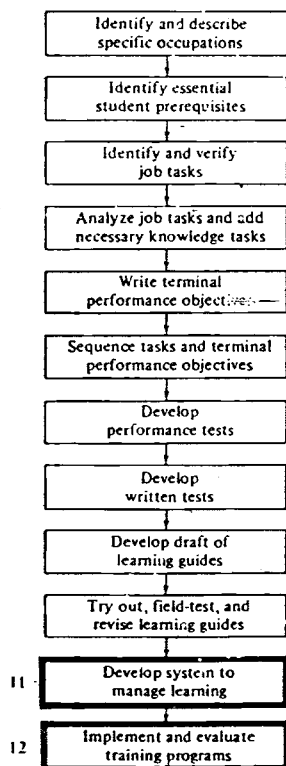 Identify and describe
specific occupations
Identify essential
student prerequisites
Identify and verify
job tasks
Analyze job tasks and add
necessary knowledge tasks
Write terminal
performance objectives
Sequence tasks and terminal
performance objectives
Develop
performance tests
Develop
written tests
Develop draft of
learning guides
Try out, field-test, and
revise learning guides
11
Develop system to
manage learning
12
Implement and evaluate
training programs